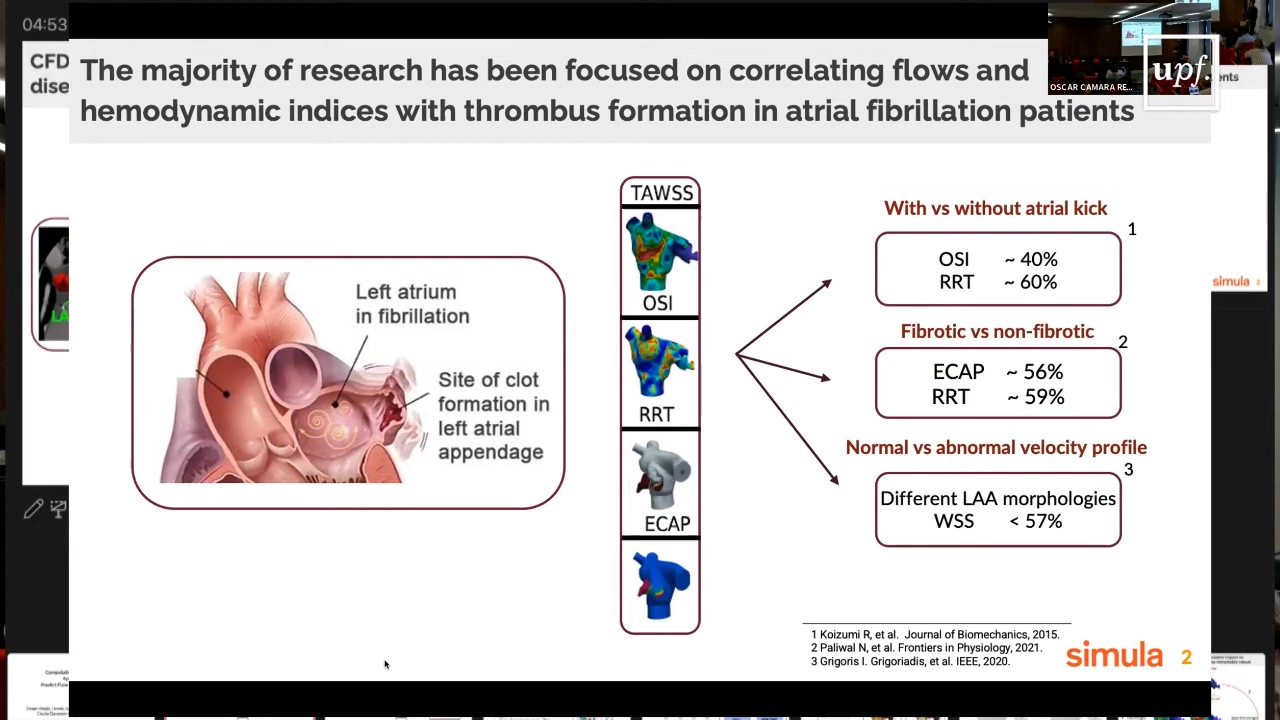 04:53
CFD
dise
The majority of research has been focused on correlating flows and
hemodynamic indices with thrombus formation in atrial fibrillation patients
OSCAR CAMARA RE...
upf.
ents
TAWSS
OSI
RRT
ECAP
Left atrium
in fibrillation
Site of clot
formation in
left atrial
appendage
With vs without atrial kick
1
OSI ~ 40%
RRT ~ 60%
Fibrotic vs non-fibrotic
2
ECAP ~ 56%
RRT ~ 59%
Normal vs abnormal velocity profile
3
Different LAA morphologies
WSS < 57%
1 Koizumi R, et al. Journal of Biomechanics, 2015.
2 Paliwal N, et al. Frontiers in Physiology, 2021.
3 Grigoris I. Grigoriadis, et al. IEEE, 2020.
simula 2
simula 2
LA